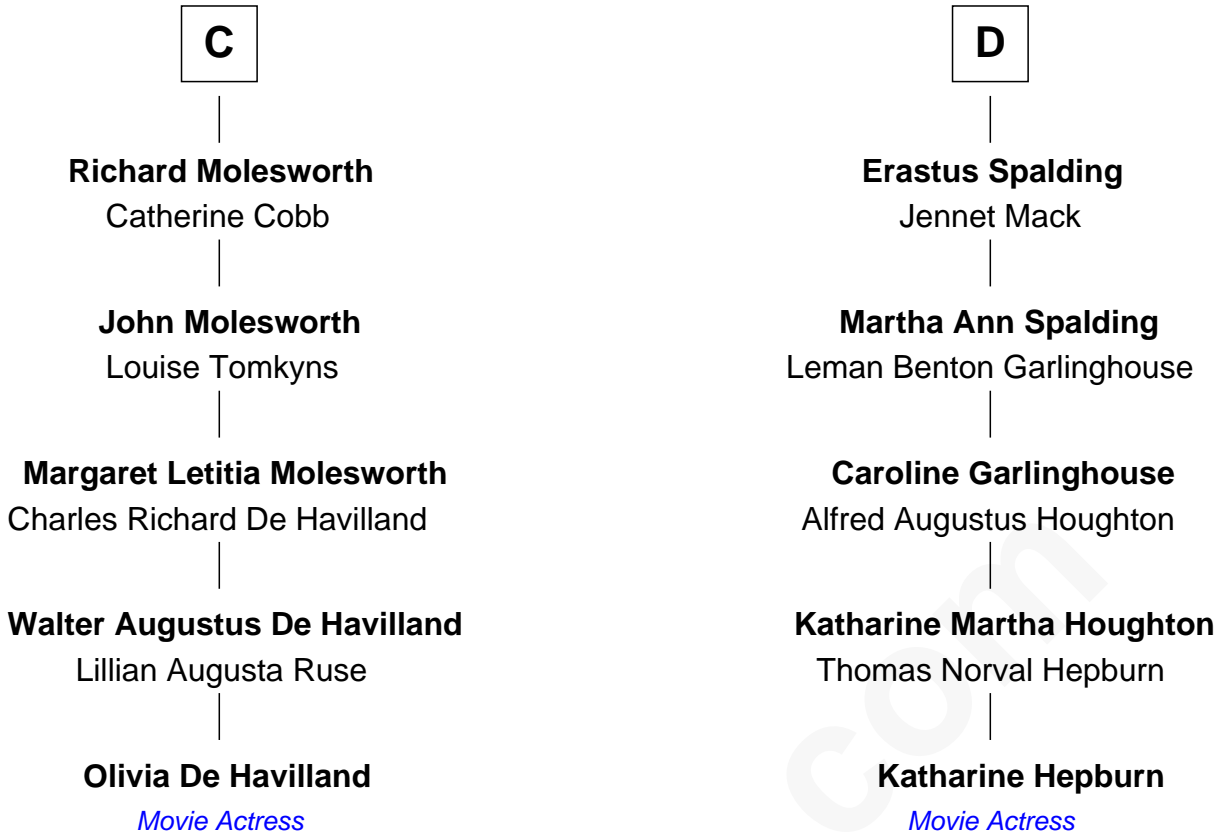 C
Richard Molesworth
Catherine Cobb
John Molesworth
Louise Tomkyns
Margaret Letitia Molesworth
Charles Richard De Havilland
Walter Augustus De Havilland
Lillian Augusta Ruse
Olivia De Havilland
Movie Actress
D
Erastus Spalding
Jennet Mack
Martha Ann Spalding
Leman Benton Garlinghouse
Caroline Garlinghouse
Alfred Augustus Houghton
Katharine Martha Houghton
Thomas Norval Hepburn
Katharine Hepburn
Movie Actress
com